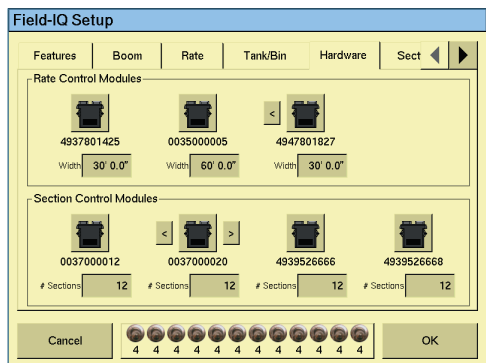 Field-IQ Setup
Features Boom Rate Tank/Bin Hardware Sect
Rate Control Modules
<
4937801425 0035000005 4947801827
Width 30' 0.0" Width 60' 0.0" Width 30' 0.0"
Section Control Modules
< >
0037000012 0037000020 4939526666 4939526668
# Sections 12 # Sections 12 # Sections 12 # Sections 12
Cancel 4 4 4 4 4 4 4 4 4 4 4 4 OK